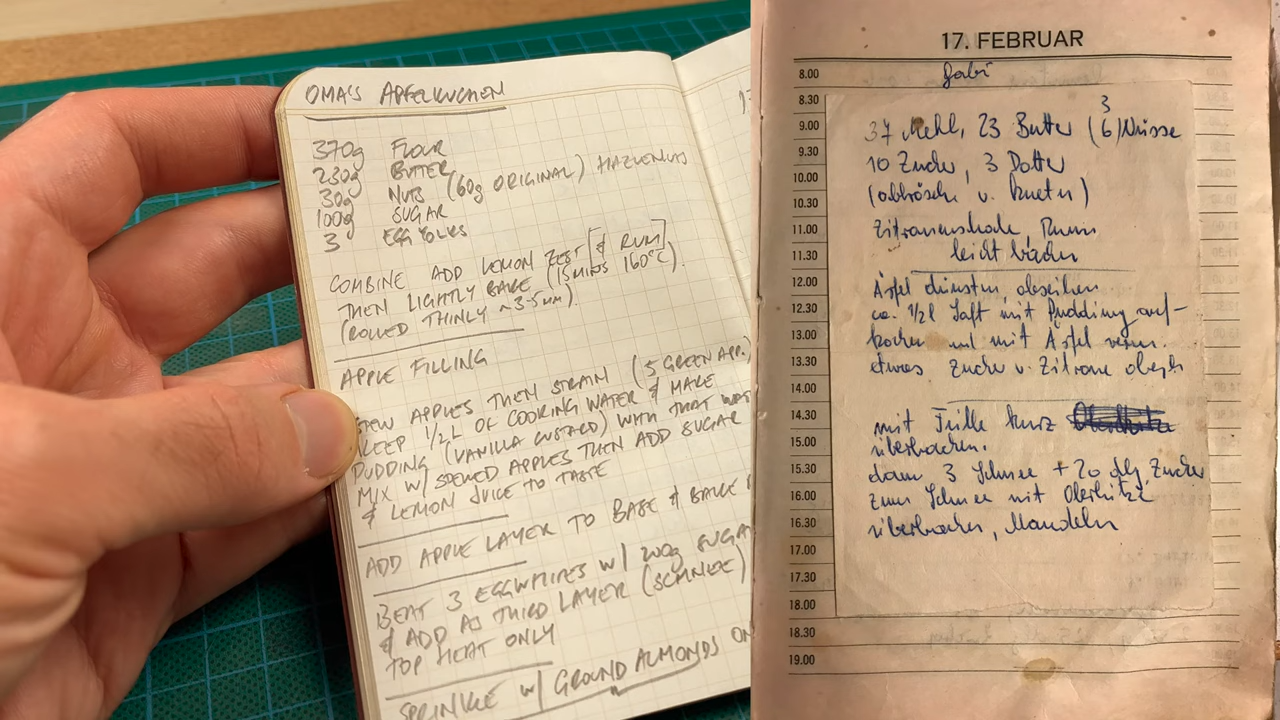 OMA'S APFELKUCHEN
370g FLOUR
230g BUTTER
30g NUTS (60g ORIGINAL) HAZLENUTS
100g SUGAR
3 EGG YOLKS
COMBINE ADD LEMON ZEST [& RUM]
THEN LIGHTLY BAKE (15 MINS 160°C).
(ROLLED THINLY ~3-5mm).
APPLE FILLING
STEW APPLES THEN STRAIN (5 GREEN APP.)
KEEP 1/2L OF COOKING WATER & MAKE
PUDDING (VANILLA CUSTARD) WITH THAT
MIX W/ STEWED APPLES THEN ADD SUGAR
& LEMON JUICE TO TASTE
ADD APPLE LAYER TO BASE & BAKE
BEAT 3 EGGWHITES W/ 200g SUGAR
& ADD AS THIRD LAYER (SCHNEE)
TOP HEAT ONLY
SPRINKLE W/ GROUND ALMONDS ON
17. FEBRUAR
8.00 Gabi
8.30
9.00
9.30
10.00
10.30
11.00
11.30
12.00
12.30
13.00
13.30
14.00
14.30
15.00
15.30
16.00
16.30
17.00
17.30
18.00
18.30
19.00
3
37 Mehl, 23 Butter (6) Nüsse
10 Zucker, 3 Dotter
v. kneten)
Zitronenschale, Rum
leicht backen
Äpfel dünsten, abseihen
ca. 1/2 l Saft mit Pudding auf-
kochen und mit Äpfel
etwas Zucker v. Zitrone
mit Fülle kurz
überbacken.
dann 3 Schnee + 20 dkg Zucker
zum Schnee mit Oberhitze
überbacken, Mandeln